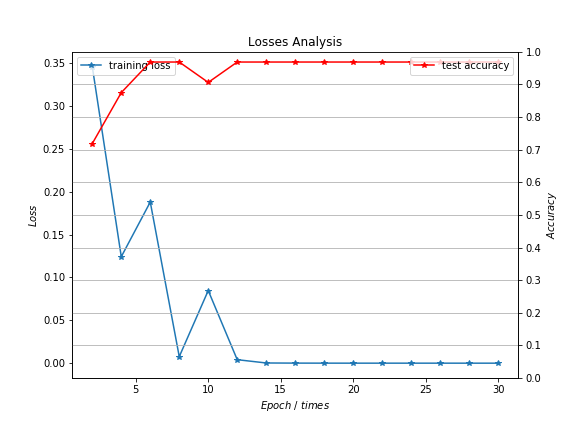 Losses Analysis
training loss
test accuracy
0.35
0.30
0.25
0.20
0.15
0.10
0.05
0.00
Loss
1.0
0.9
0.8
0.7
0.6
0.5
0.4
0.3
0.2
0.1
0.0
Accuracy
5 10 15 20 25 30
Epoch / times